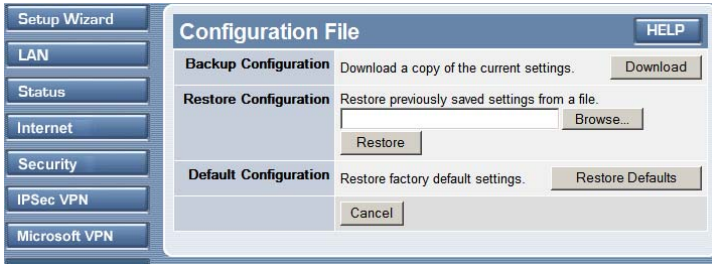 Setup Wizard
LAN
Status
Internet
Security
IPSec VPN
Microsoft VPN
Configuration File
HELP
Backup Configuration Download a copy of the current settings. Download
Restore Configuration Restore previously saved settings from a file.
Browse...
Restore
Default Configuration Restore factory default settings. Restore Defaults
Cancel